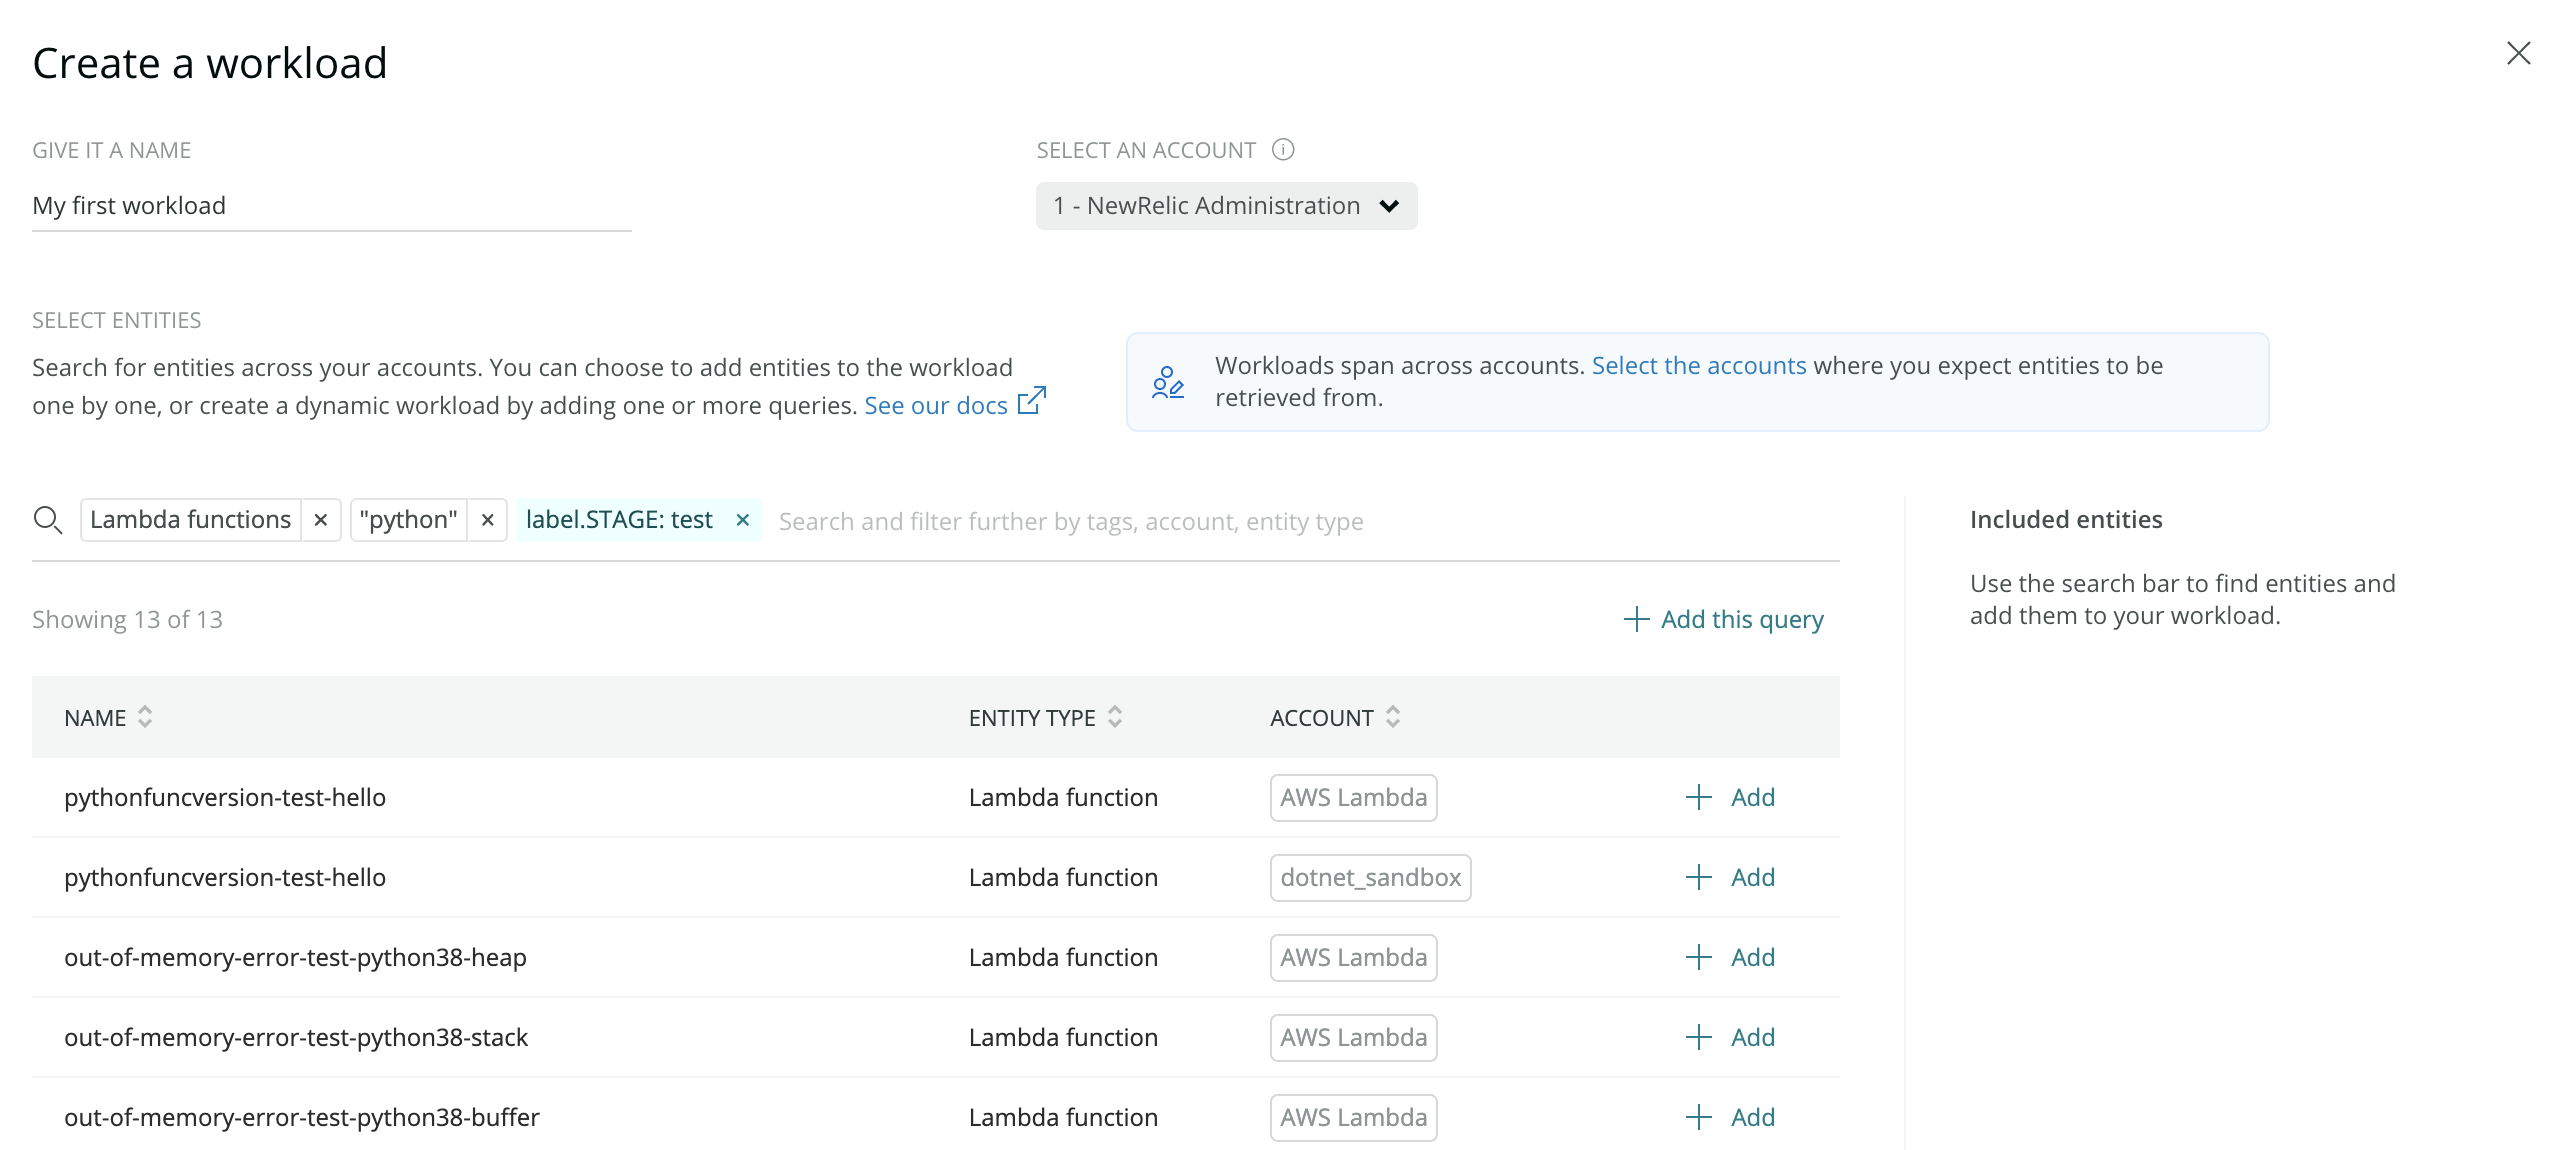 Create a workload
GIVE IT A NAME
SELECT AN ACCOUNT
My first workload
1 - NewRelic Administration
SELECT ENTITIES
Search for entities across your accounts. You can choose to add entities to the workload
one by one, or create a dynamic workload by adding one or more queries. See our docs
Workloads span across accounts. Select the accounts where you expect entities to be
retrieved from.
Lambda functions × "python" × label.STAGE: test × Search and filter further by tags, account, entity type
Included entities
Use the search bar to find entities and
add them to your workload.
Showing 13 of 13
+ Add this query
NAME ENTITY TYPE ACCOUNT
pythonfuncversion-test-hello Lambda function AWS Lambda + Add
pythonfuncversion-test-hello Lambda function dotnet_sandbox + Add
out-of-memory-error-test-python38-heap Lambda function AWS Lambda + Add
out-of-memory-error-test-python38-stack Lambda function AWS Lambda + Add
out-of-memory-error-test-python38-buffer Lambda function AWS Lambda + Add